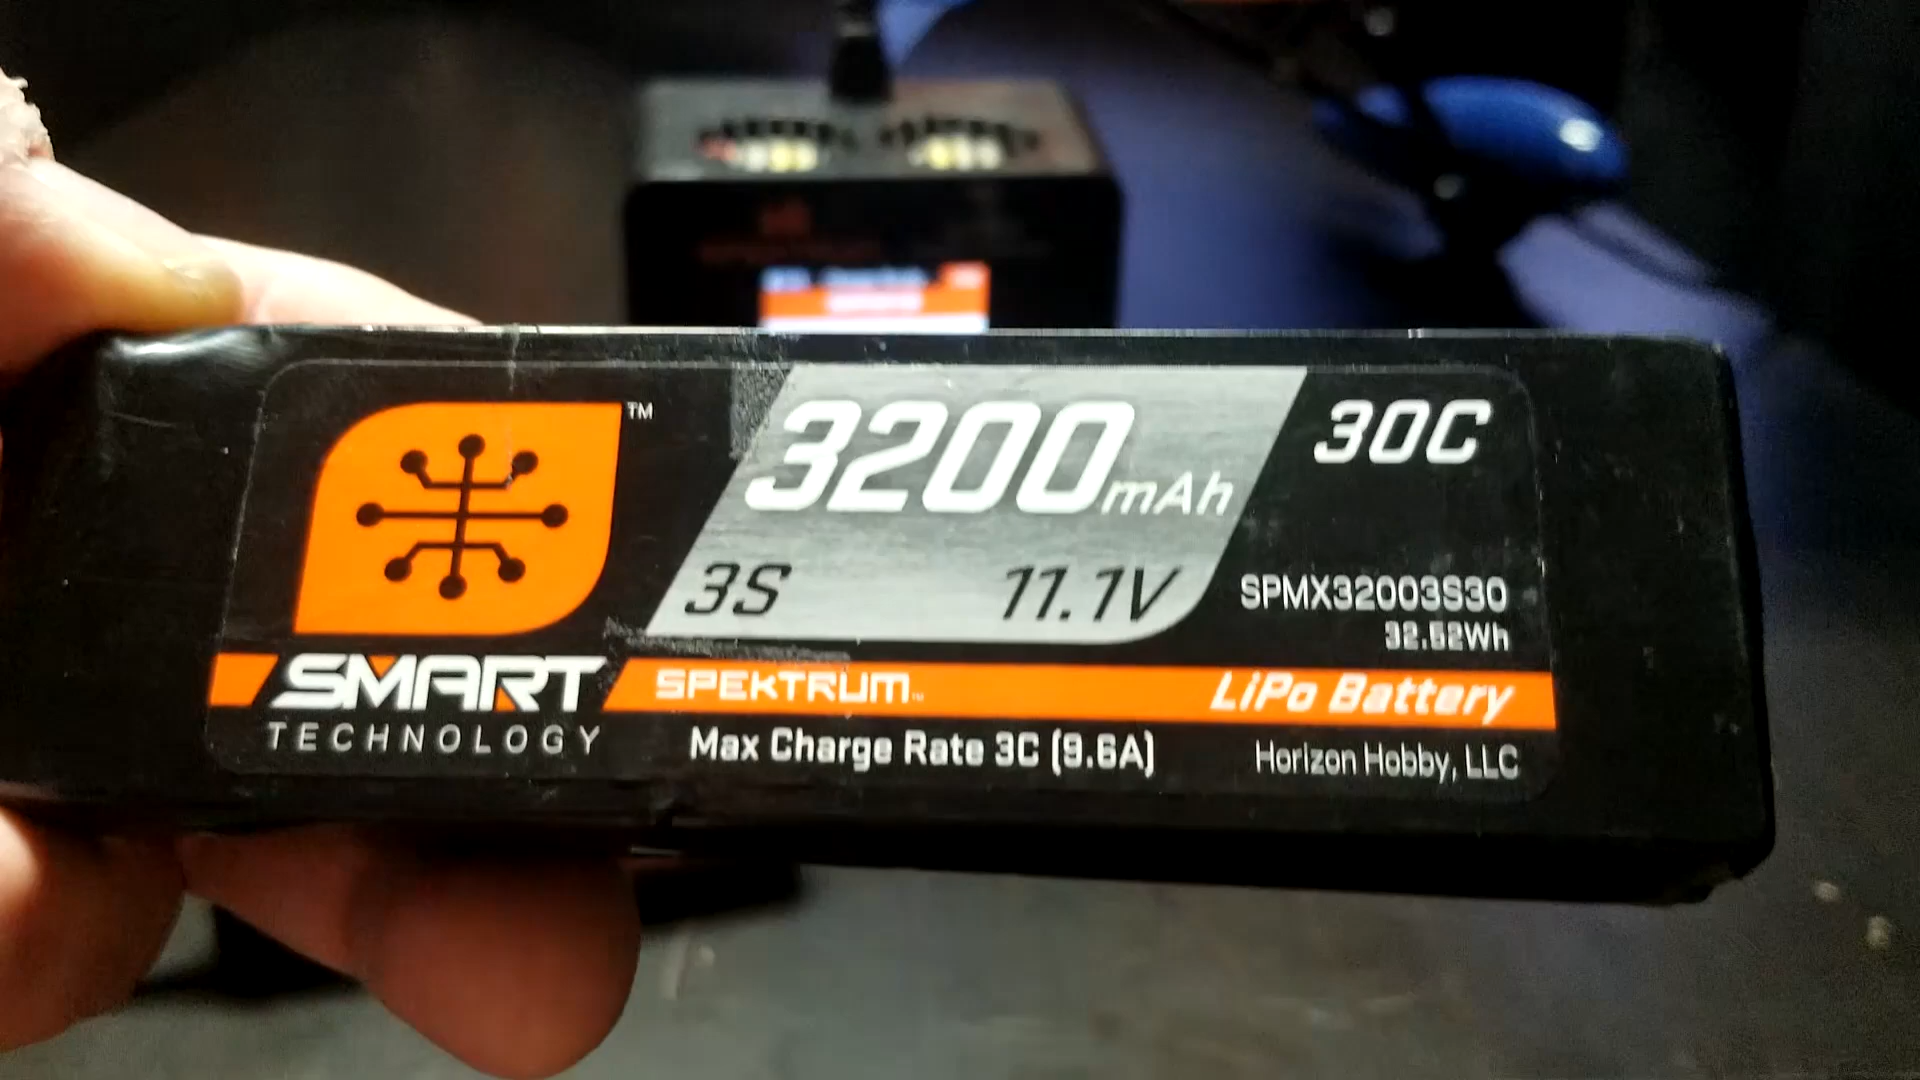 TM
3200mAh
30C
3S 11.1V
SPMX32003S30
32.52Wh
SMART
TECHNOLOGY
SPEKTRUM
LiPo Battery
Max Charge Rate 3C (9.6A)
Horizon Hobby, LLC